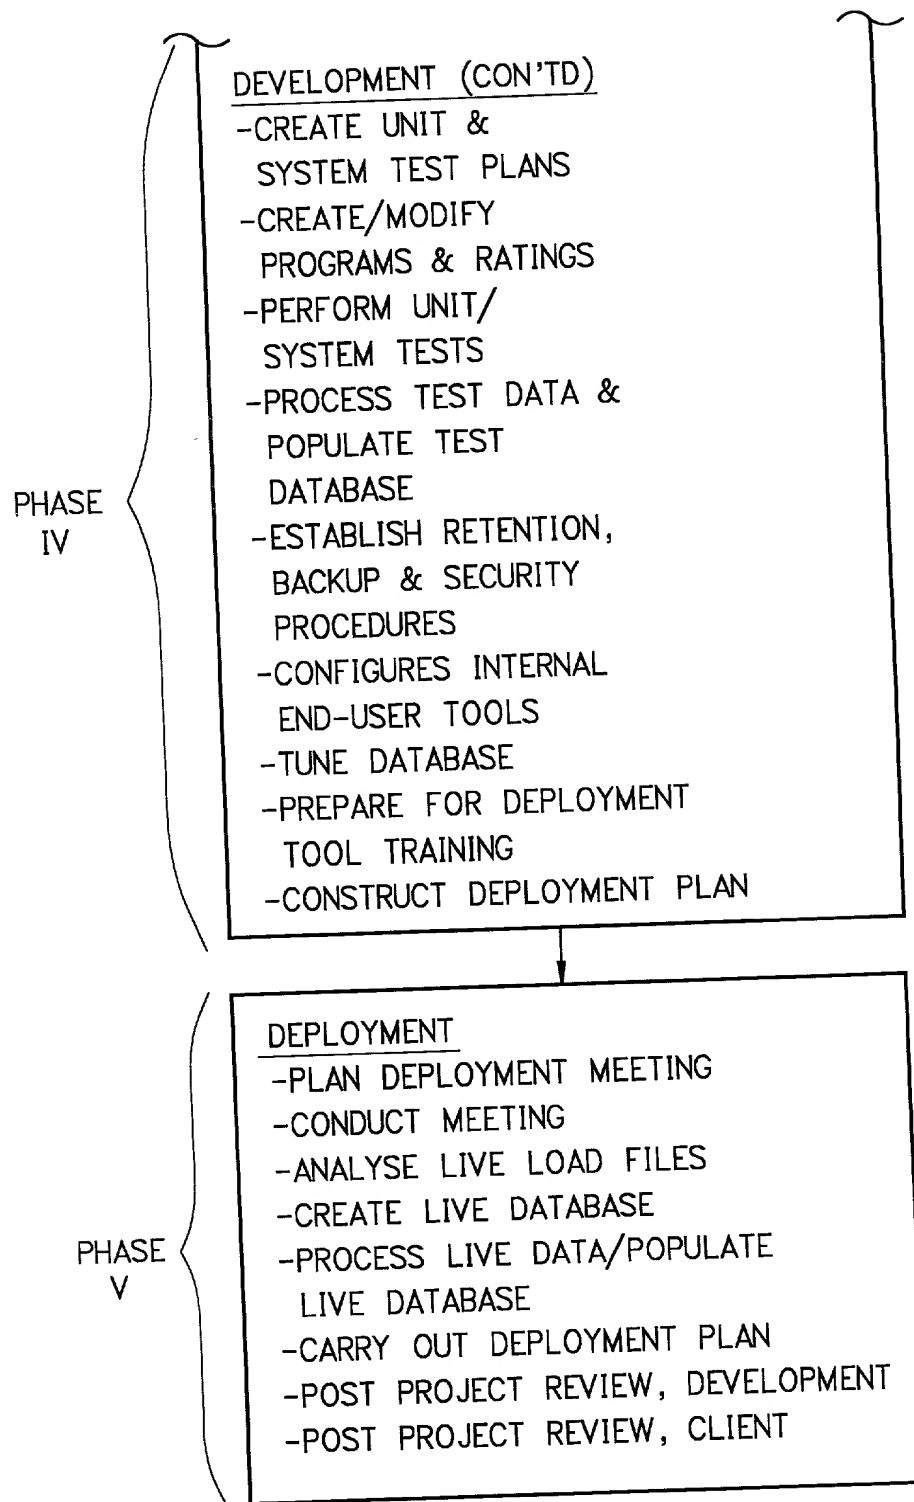 DEVELOPMENT (CON'TD)
-CREATE UNIT &
SYSTEM TEST PLANS
-CREATE/MODIFY
PROGRAMS & RATINGS
-PERFORM UNIT/
SYSTEM TESTS
-PROCESS TEST DATA &
POPULATE TEST
DATABASE
-ESTABLISH RETENTION,
BACKUP & SECURITY
PROCEDURES
-CONFIGURES INTERNAL
END-USER TOOLS
-TUNE DATABASE
-PREPARE FOR DEPLOYMENT
TOOL TRAINING
-CONSTRUCT DEPLOYMENT PLAN
PHASE
IV
DEPLOYMENT
-PLAN DEPLOYMENT MEETING
-CONDUCT MEETING
-ANALYSE LIVE LOAD FILES
-CREATE LIVE DATABASE
-PROCESS LIVE DATA/POPULATE
LIVE DATABASE
-CARRY OUT DEPLOYMENT PLAN
-POST PROJECT REVIEW, DEVELOPMENT
-POST PROJECT REVIEW, CLIENT
PHASE
V